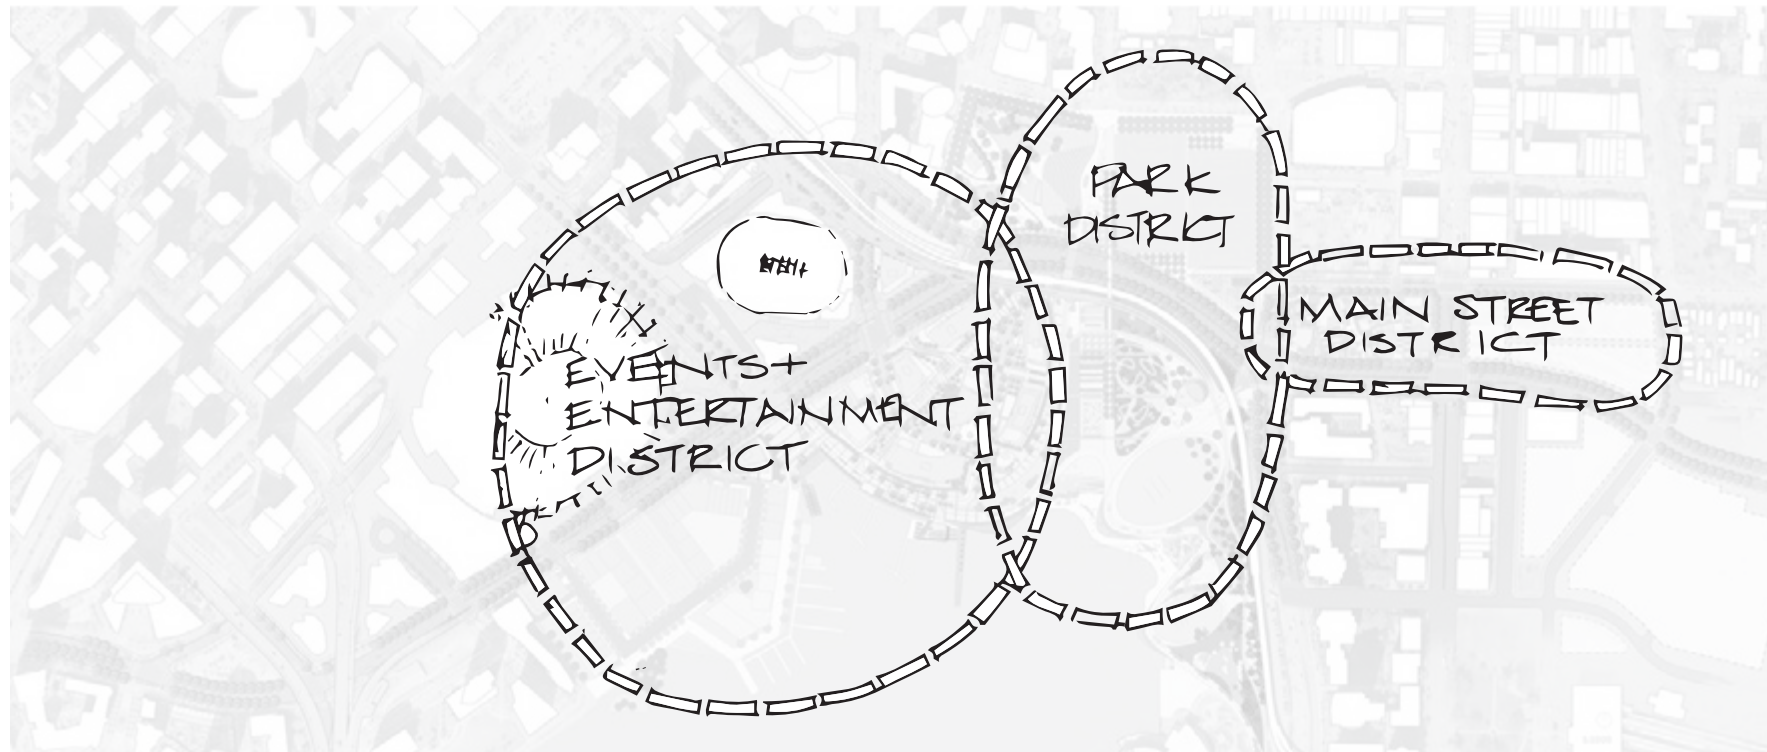 PARK
DISTRICT
MAIN STREET
DISTRICT
EVENTS+
ENTERTAINMENT
DISTRICT